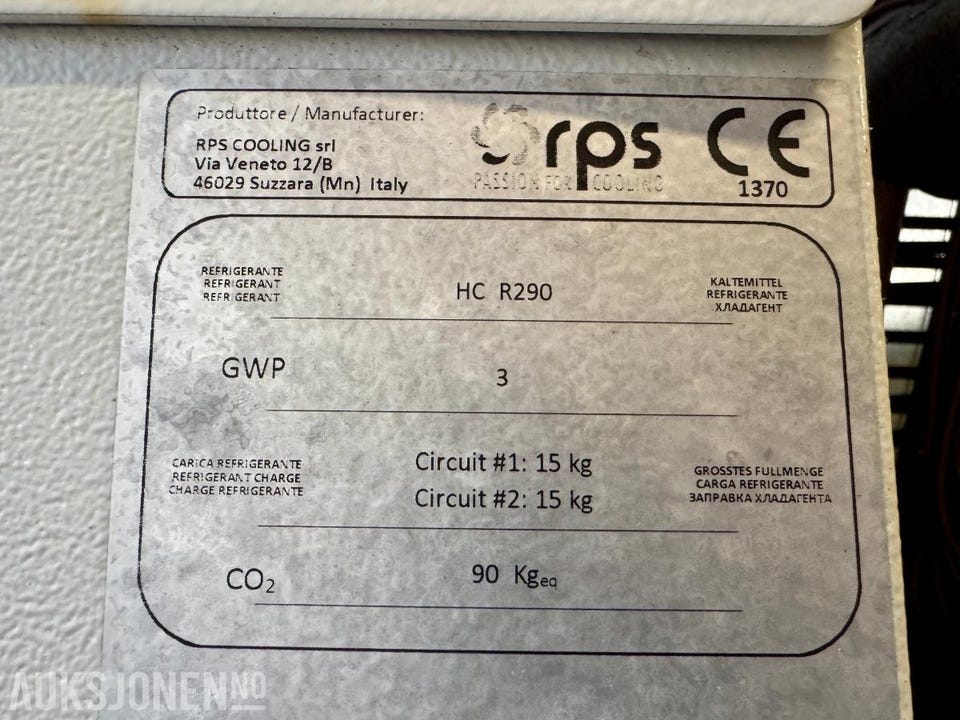 Produttore / Manufacturer:
RPS COOLING srl
Via Veneto 12/B
46029 Suzzara (Mn) Italy
rps
PASSION FOR COOLING
CE
1370
REFRIGERANTE
REFRIGERANT
REFRIGERANT
HC R290
KALTEMITTEL
REFRIGERANTE
ХЛАДАГЕНТ
GWP
3
CARICA REFRIGERANTE
REFRIGERANT CHARGE
CHARGE REFRIGERANTE
Circuit #1: 15 kg
Circuit #2: 15 kg
GROSSTES FULLMENGE
CARGA REFRIGERANTE
ЗАПРАВКА ХЛАДАГЕНТА
CO₂
90 Kgeq
AUKSJONEN.NO